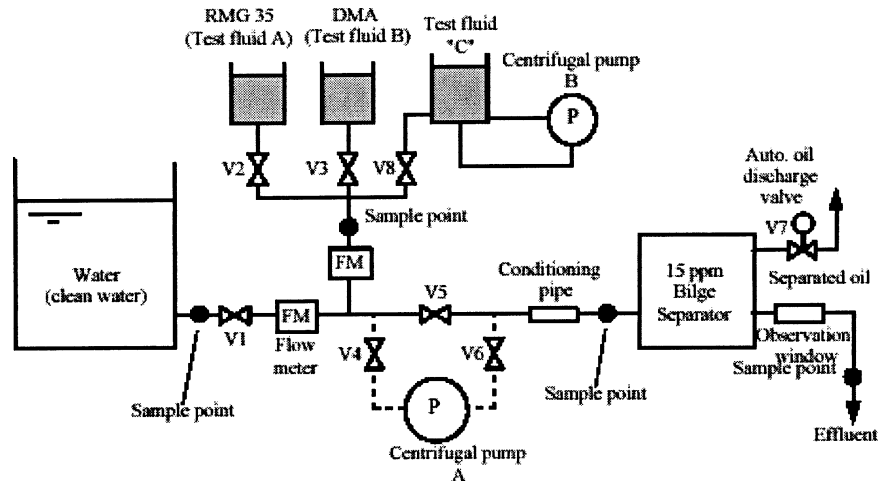 RMG 35
(Test fluid A)
DMA
(Test fluid B)
Test fluid
"C"
Centrifugal pump
B
P
V2
V3
V8
Auto. oil
discharge
valve
V7
Sample point
Water
(clean water)
FM
Conditioning
pipe
15 ppm
Bilge
Separator
Separated oil
V5
V1
FM
Flow
meter
V4
V6
Observation
window
Sample point
Sample point
Sample point
P
Centrifugal pump
A
Effluent